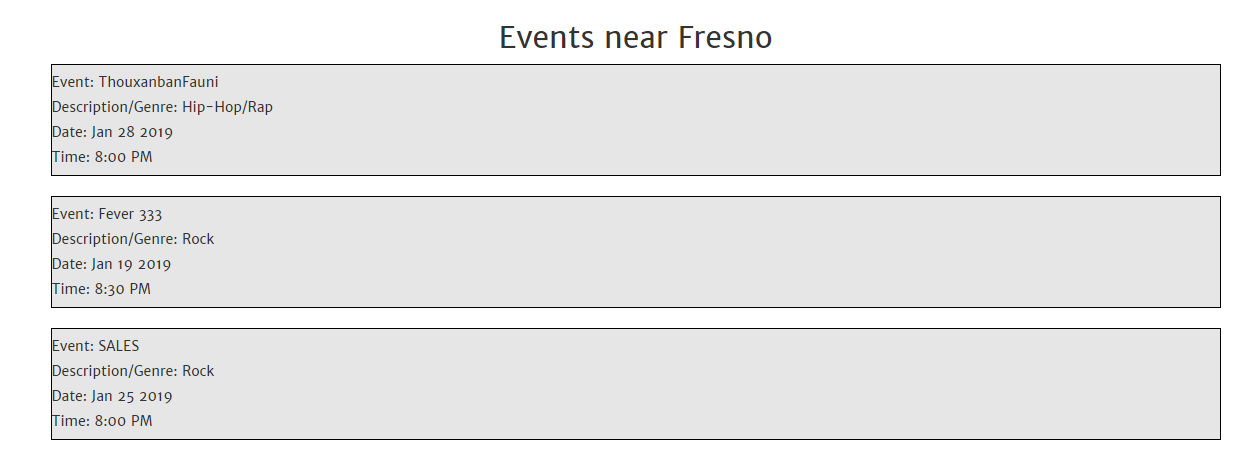 Events near Fresno
Event: ThouxanbanFauni
Description/Genre: Hip-Hop/Rap
Date: Jan 28 2019
Time: 8:00 PM
Event: Fever 333
Description/Genre: Rock
Date: Jan 19 2019
Time: 8:30 PM
Event: SALES
Description/Genre: Rock
Date: Jan 25 2019
Time: 8:00 PM